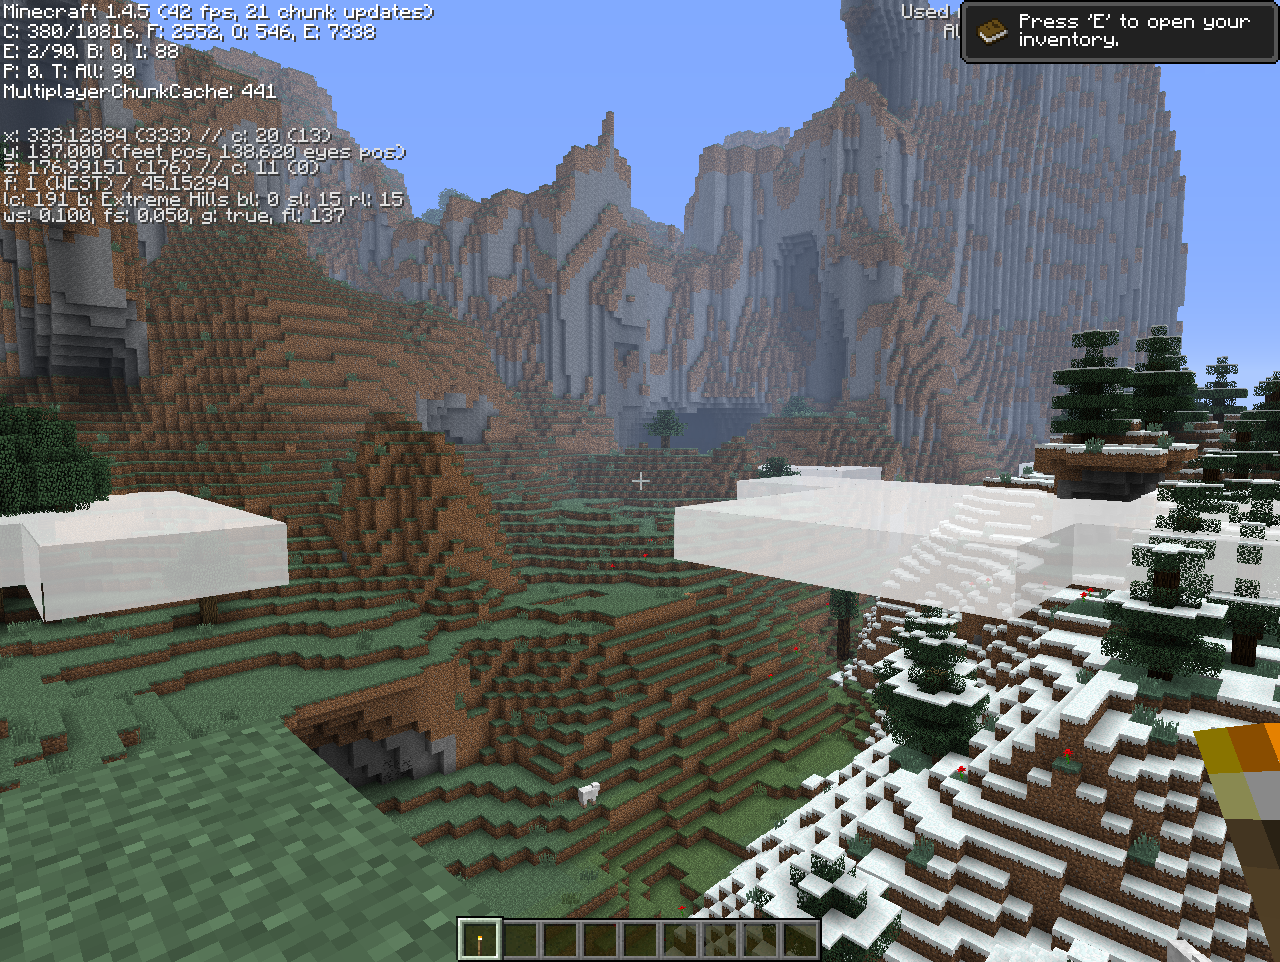 Minecraft 1.4.5 (42 fps, 21 chunk updates)
C: 380/10816. F: 2552, O: 546, E: 7338
E: 2/90. B: 0, I: 88
P: 0. T: All: 90
MultiplayerChunkCache: 441
x: 333.12884 (333) // c: 20 (13)
y: 137.000 (feet pos, 138.620 eyes pos)
z: 176.99151 (176) // c: 11 (0)
f: 1 (WEST) / 45.15294
lc: 191 b: Extreme Hills bl: 0 sl: 15 rl: 15
ws: 0.100, fs: 0.050, g: true, fl: 137
Used
Press 'E' to open your
inventory.